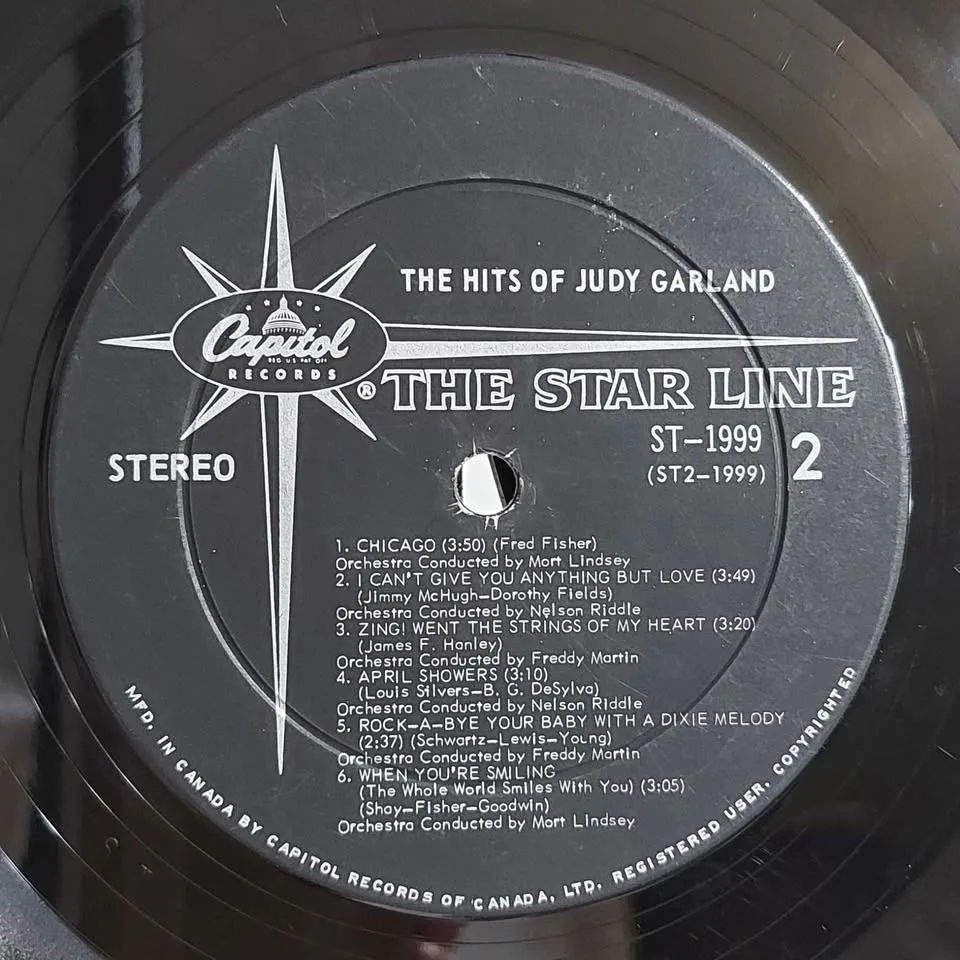 THE HITS OF JUDY GARLAND
Capitol
REG. U.S. PAT. OFF.
RECORDS
®
THE STAR LINE
ST-1999
STEREO
(ST2-1999)
2
1. CHICAGO (3:50) (Fred Fisher)
Orchestra Conducted by Mort Lindsey
2. I CAN'T GIVE YOU ANYTHING BUT LOVE (3:49)
(Jimmy McHugh-Dorothy Fields)
Orchestra Conducted by Nelson Riddle
3. ZING! WENT THE STRINGS OF MY HEART (3:20)
(James F. Hanley)
Orchestra Conducted by Freddy Martin
4. APRIL SHOWERS (3:10)
(Louis Silvers-B. G. DeSylva)
Orchestra Conducted by Nelson Riddle
5. ROCK-A-BYE YOUR BABY WITH A DIXIE MELODY
(2:37) (Schwartz-Lewis-Young)
Orchestra Conducted by Freddy Martin
6. WHEN YOU'RE SMILING
(The Whole World Smiles With You) (3:05)
(Shay-Fisher-Goodwin)
Orchestra Conducted by Mort Lindsey
MFD. IN CANADA BY CAPITOL RECORDS OF CANADA, LTD. REGISTERED USER. COPYRIGHTED